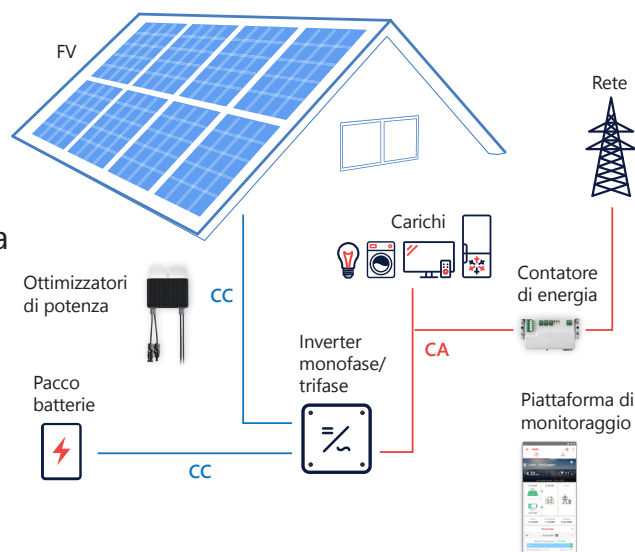 FV
Rete
a
Carichi
Ottimizzatori
di potenza
CC
Contatore
di energia
Inverter
monofase/
trifase
CA
Pacco
batterie
CC
Piattaforma di
monitoraggio